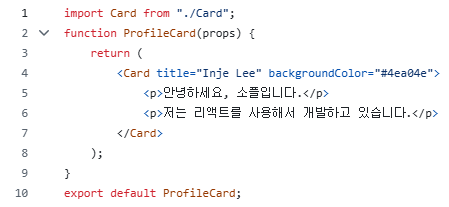 1 import Card from "./Card";
2 function ProfileCard(props) {
3     return (
4         <Card title="Inje Lee" backgroundColor="#4ea04e">
5             <p>안녕하세요, 소플입니다.</p>
6             <p>저는 리액트를 사용해서 개발하고 있습니다.</p>
7         </Card>
8     );
9 }
10 export default ProfileCard;